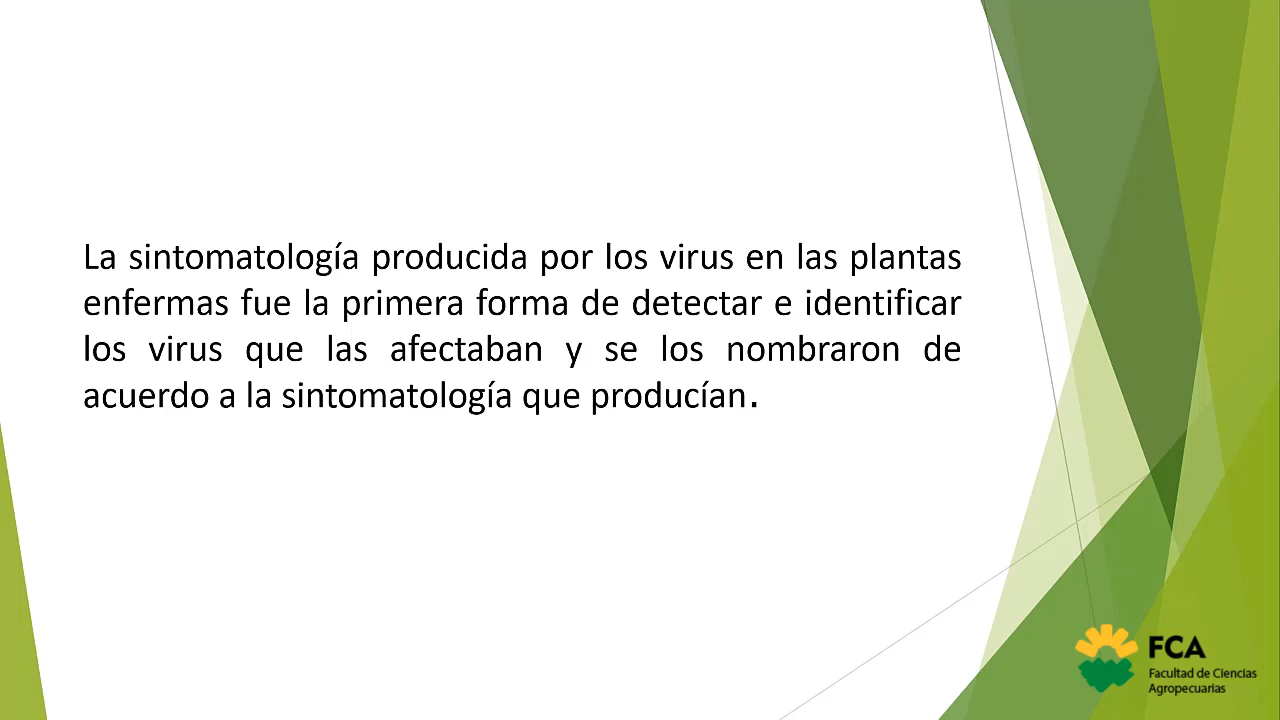 La sintomatología producida por los virus en las plantas
enfermas fue la primera forma de detectar e identificar
los virus que las afectaban y se los nombraron de
acuerdo a la sintomatología que producían.
FCA
Facultad de Ciencias
Agropecuarias